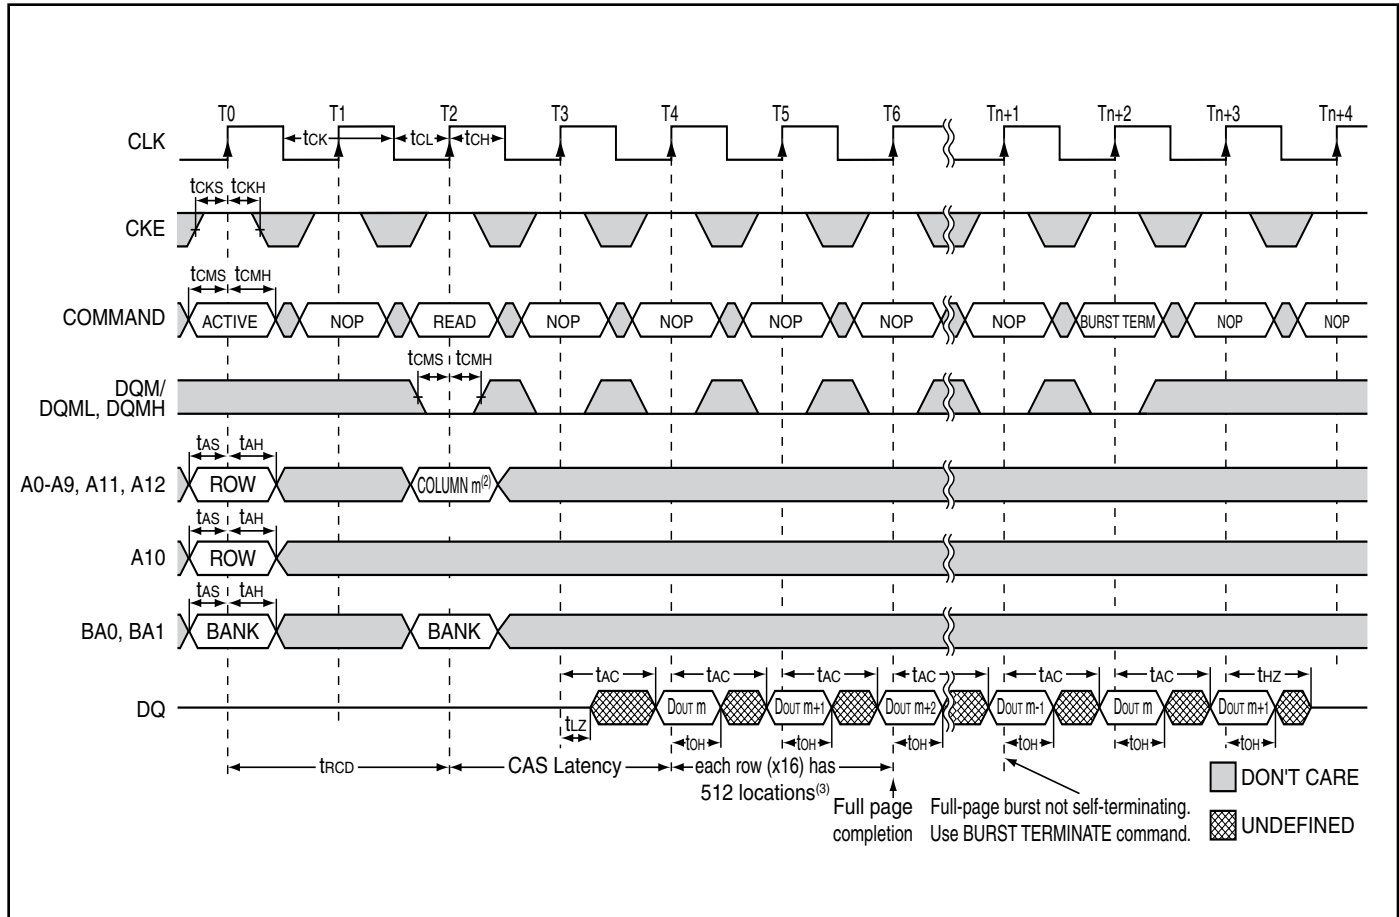 T0 T1 T2 T3 T4 T5 T6 Tn+1 Tn+2 Tn+3 Tn+4
CLK
tCK tCL tCH
tCKS tCKH
CKE
tCMS tCMH
COMMAND ACTIVE NOP READ NOP NOP NOP NOP NOP BURST TERM NOP NOP
tCMS tCMH
DQM/
DQML, DQMH
tAS tAH
A0-A9, A11, A12 ROW COLUMN m(2)
tAS tAH
A10 ROW
tAS tAH
BA0, BA1 BANK BANK
tAC tAC tAC tAC tAC tAC tHZ
DQ DOUT m DOUT m+1 DOUT m+2 DOUT m-1 DOUT m DOUT m+1
tLZ tOH tOH tOH tOH tOH tOH
tRCD CAS Latency each row (x16) has
512 locations(3)
Full page
completion
Full-page burst not self-terminating.
Use BURST TERMINATE command.
DON'T CARE
UNDEFINED